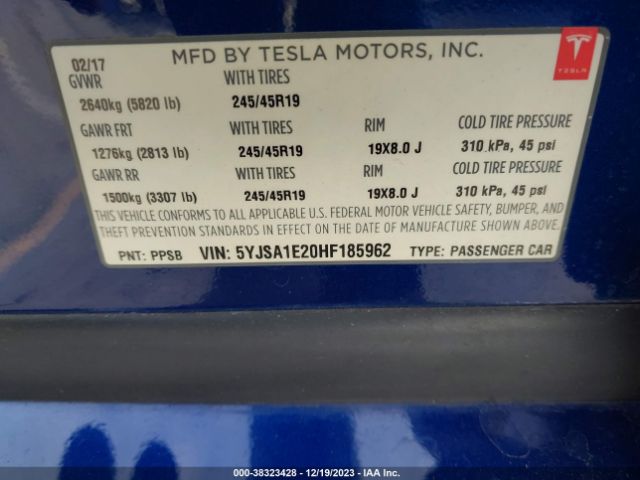 02/17 MFD BY TESLA MOTORS, INC.
TESLA
GVWR WITH TIRES
2640kg (5820 lb) 245/45R19
GAWR FRT WITH TIRES RIM COLD TIRE PRESSURE
1276kg (2813 lb) 245/45R19 19X8.0 J 310 kPa, 45 psi
GAWR RR WITH TIRES RIM COLD TIRE PRESSURE
1500kg (3307 lb) 245/45R19 19X8.0 J 310 kPa, 45 psi
THIS VEHICLE CONFORMS TO ALL APPLICABLE U.S. FEDERAL MOTOR VEHICLE SAFETY, BUMPER, AND
THEFT PREVENTION STANDARDS IN EFFECT ON THE DATE OF MANUFACTURE SHOWN ABOVE.
PNT: PPSB VIN: 5YJSA1E20HF185962 TYPE: PASSENGER CAR
000-38323428 - 12/19/2023 - IAA Inc.